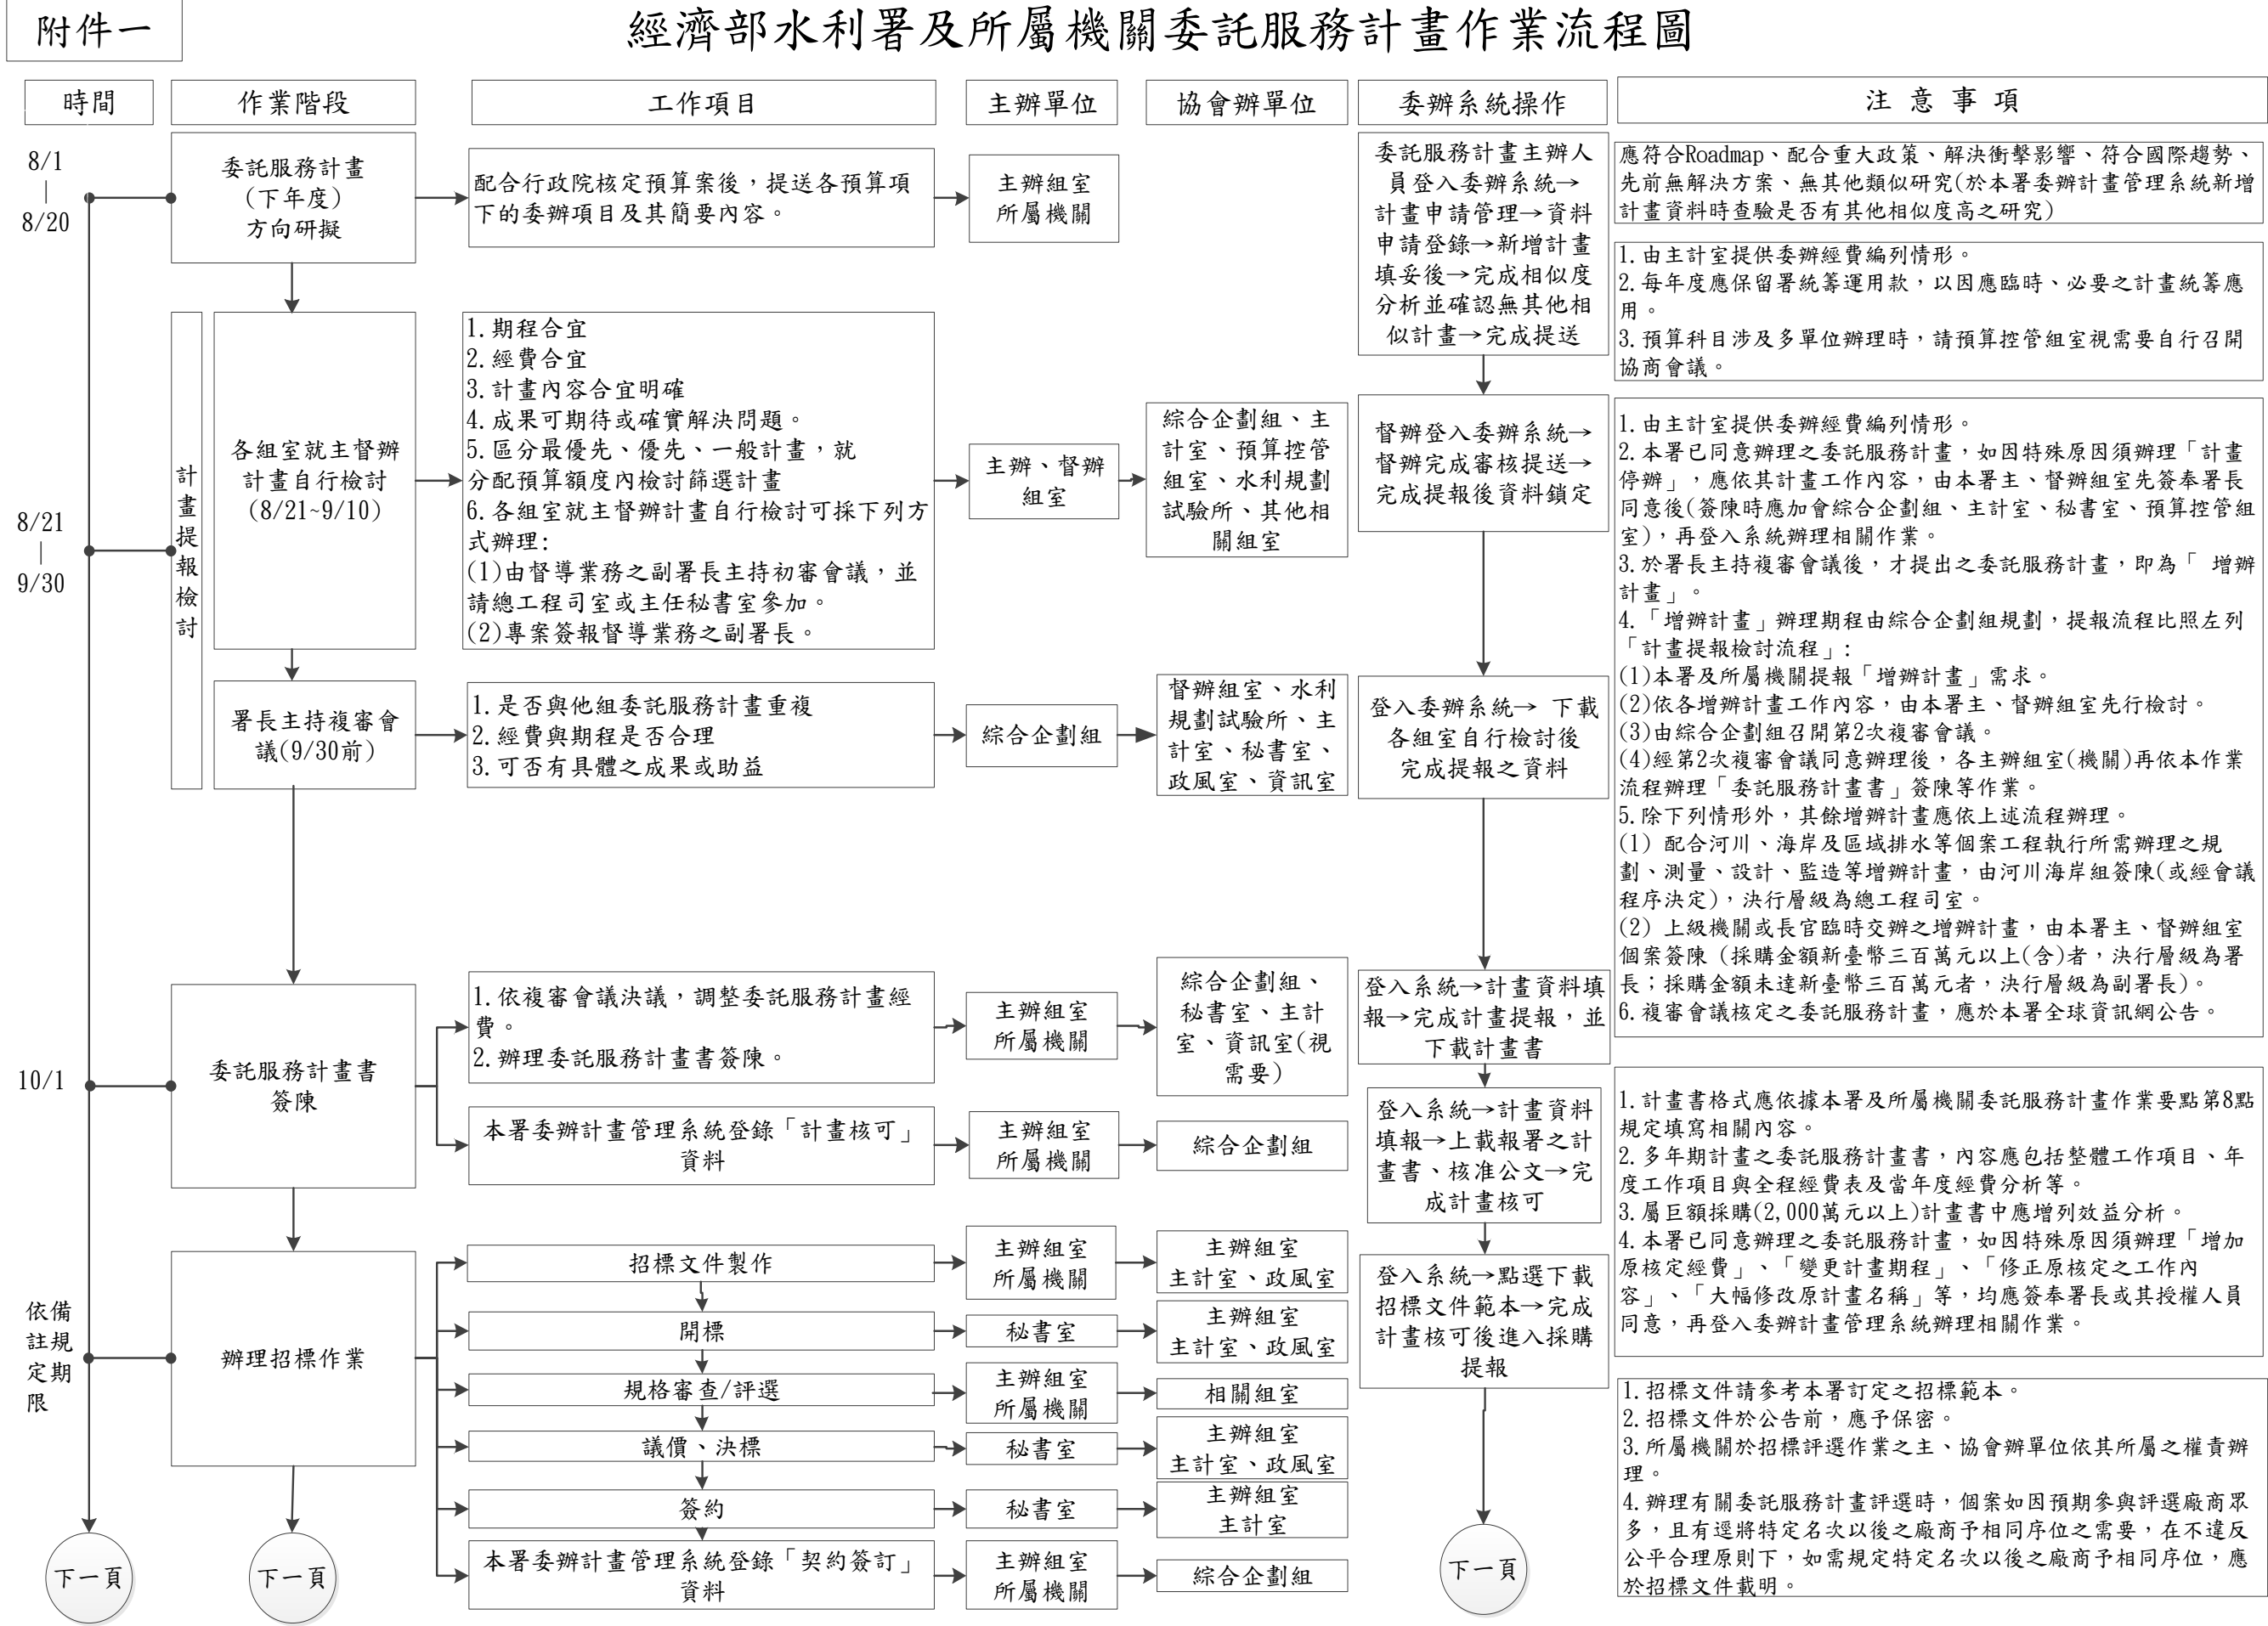 附件一
經濟部水利署及所屬機關委託服務計畫作業流程圖
時間
作業階段
工作項目
主辦單位
協會辦單位
委辦系統操作
注 意 事 項
8/1
|
8/20
委託服務計畫
(下年度)
方向研擬
配合行政院核定預算案後，提送各預算項
下的委辦項目及其簡要內容。
主辦組室
所屬機關
委託服務計畫主辦人
員登入委辦系統→
計畫申請管理→資料
申請登錄→新增計畫
填妥後→完成相似度
分析並確認無其他相
似計畫→完成提送
應符合Roadmap、配合重大政策、解決衝擊影響、符合國際趨勢、
先前無解決方案、無其他類似研究(於本署委辦計畫管理系統新增
計畫資料時查驗是否有其他相似度高之研究)
1.由主計室提供委辦經費編列情形。
2.每年度應保留署統籌運用款，以因應臨時、必要之計畫統籌應
用。
3.預算科目涉及多單位辦理時，請預算控管組室視需要自行召開
協商會議。
8/21
|
9/30
計畫提報檢討
各組室就主督辦
計畫自行檢討
(8/21~9/10)
1.期程合宜
2.經費合宜
3.計畫內容合宜明確
4.成果可期待或確實解決問題。
5.區分最優先、優先、一般計畫，就
分配預算額度內檢討篩選計畫
6.各組室就主督辦計畫自行檢討可採下列方
式辦理:
(1)由督導業務之副署長主持初審會議，並
請總工程司室或主任秘書室參加。
(2)專案簽報督導業務之副署長。
主辦、督辦
組室
綜合企劃組、主
計室、預算控管
組室、水利規劃
試驗所、其他相
關組室
督辦登入委辦系統→
督辦完成審核提送→
完成提報後資料鎖定
1.由主計室提供委辦經費編列情形。
2.本署已同意辦理之委託服務計畫，如因特殊原因須辦理「計畫
停辦」，應依其計畫工作內容，由本署主、督辦組室先簽奉署長
同意後(簽陳時應加會綜合企劃組、主計室、秘書室、預算控管組
室)，再登入系統辦理相關作業。
3.於署長主持複審會議後，才提出之委託服務計畫，即為「 增辦
計畫」。
4.「增辦計畫」辦理期程由綜合企劃組規劃，提報流程比照左列
「計畫提報檢討流程」:
(1)本署及所屬機關提報「增辦計畫」需求。
(2)依各增辦計畫工作內容，由本署主、督辦組室先行檢討。
(3)由綜合企劃組召開第2次複審會議。
(4)經第2次複審會議同意辦理後，各主辦組室(機關)再依本作業
流程辦理「委託服務計畫書」簽陳等作業。
5.除下列情形外，其餘增辦計畫應依上述流程辦理。
(1) 配合河川、海岸及區域排水等個案工程執行所需辦理之規
劃、測量、設計、監造等增辦計畫，由河川海岸組簽陳(或經會議
程序決定)，決行層級為總工程司室。
(2) 上級機關或長官臨時交辦之增辦計畫，由本署主、督辦組室
個案簽陳 (採購金額新臺幣三百萬元以上(含)者，決行層級為署
長；採購金額未達新臺幣三百萬元者，決行層級為副署長)。
6.複審會議核定之委託服務計畫，應於本署全球資訊網公告。
署長主持複審會
議(9/30前)
1.是否與他組委託服務計畫重複
2.經費與期程是否合理
3.可否有具體之成果或助益
綜合企劃組
督辦組室、水利
規劃試驗所、主
計室、秘書室、
政風室、資訊室
登入委辦系統→ 下載
各組室自行檢討後
完成提報之資料
10/1
委託服務計畫書
簽陳
1.依複審會議決議，調整委託服務計畫經
費。
2.辦理委託服務計畫書簽陳。
主辦組室
所屬機關
綜合企劃組、
秘書室、主計
室、資訊室(視
需要)
登入系統→計畫資料填
報→完成計畫提報，並
下載計畫書
本署委辦計畫管理系統登錄「計畫核可」
資料
主辦組室
所屬機關
綜合企劃組
登入系統→計畫資料
填報→上載報署之計
畫書、核准公文→完
成計畫核可
1.計畫書格式應依據本署及所屬機關委託服務計畫作業要點第8點
規定填寫相關內容。
2.多年期計畫之委託服務計畫書，內容應包括整體工作項目、年
度工作項目與全程經費表及當年度經費分析等。
3.屬巨額採購(2,000萬元以上)計畫書中應增列效益分析。
4.本署已同意辦理之委託服務計畫，如因特殊原因須辦理「增加
原核定經費」、「變更計畫期程」、「修正原核定之工作內
容」、「大幅修改原計畫名稱」等，均應簽奉署長或其授權人員
同意，再登入委辦計畫管理系統辦理相關作業。
依備
註規
定期
限
辦理招標作業
招標文件製作
主辦組室
所屬機關
主辦組室
主計室、政風室
登入系統→點選下載
招標文件範本→完成
計畫核可後進入採購
提報
開標
秘書室
主辦組室
主計室、政風室
規格審查/評選
主辦組室
所屬機關
相關組室
議價、決標
秘書室
主辦組室
主計室、政風室
簽約
秘書室
主辦組室
主計室
本署委辦計畫管理系統登錄「契約簽訂」
資料
主辦組室
所屬機關
綜合企劃組
1.招標文件請參考本署訂定之招標範本。
2.招標文件於公告前，應予保密。
3.所屬機關於招標評選作業之主、協會辦單位依其所屬之權責辦
理。
4.辦理有關委託服務計畫評選時，個案如因預期參與評選廠商眾
多，且有逕將特定名次以後之廠商予相同序位之需要，在不違反
公平合理原則下，如需規定特定名次以後之廠商予相同序位，應
於招標文件載明。
下一頁
下一頁
下一頁